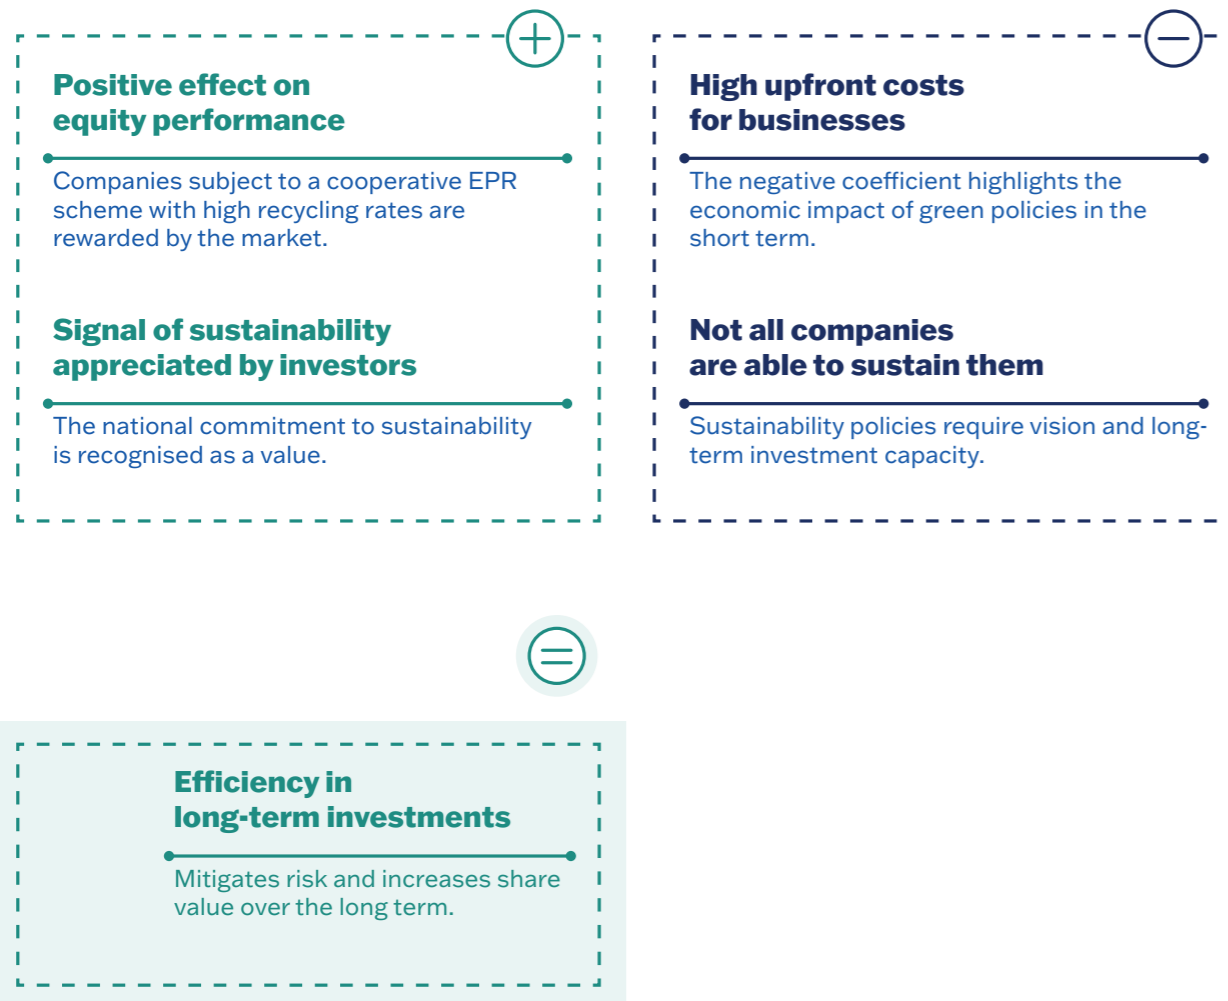 Positive effect on
equity performance
Companies subject to a cooperative EPR
scheme with high recycling rates are
rewarded by the market.
Signal of sustainability
appreciated by investors
The national commitment to sustainability
is recognised as a value.
High upfront costs
for businesses
The negative coefficient highlights the
economic impact of green policies in the
short term.
Not all companies
are able to sustain them
Sustainability policies require vision and long-
term investment capacity.
Efficiency in
long-term investments
Mitigates risk and increases share
value over the long term.